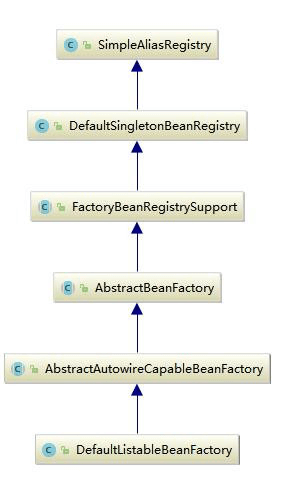 C SimpleAliasRegistry
C DefaultSingletonBeanRegistry
C FactoryBeanRegistrySupport
C AbstractBeanFactory
C AbstractAutowireCapableBeanFactory
C DefaultListableBeanFactory